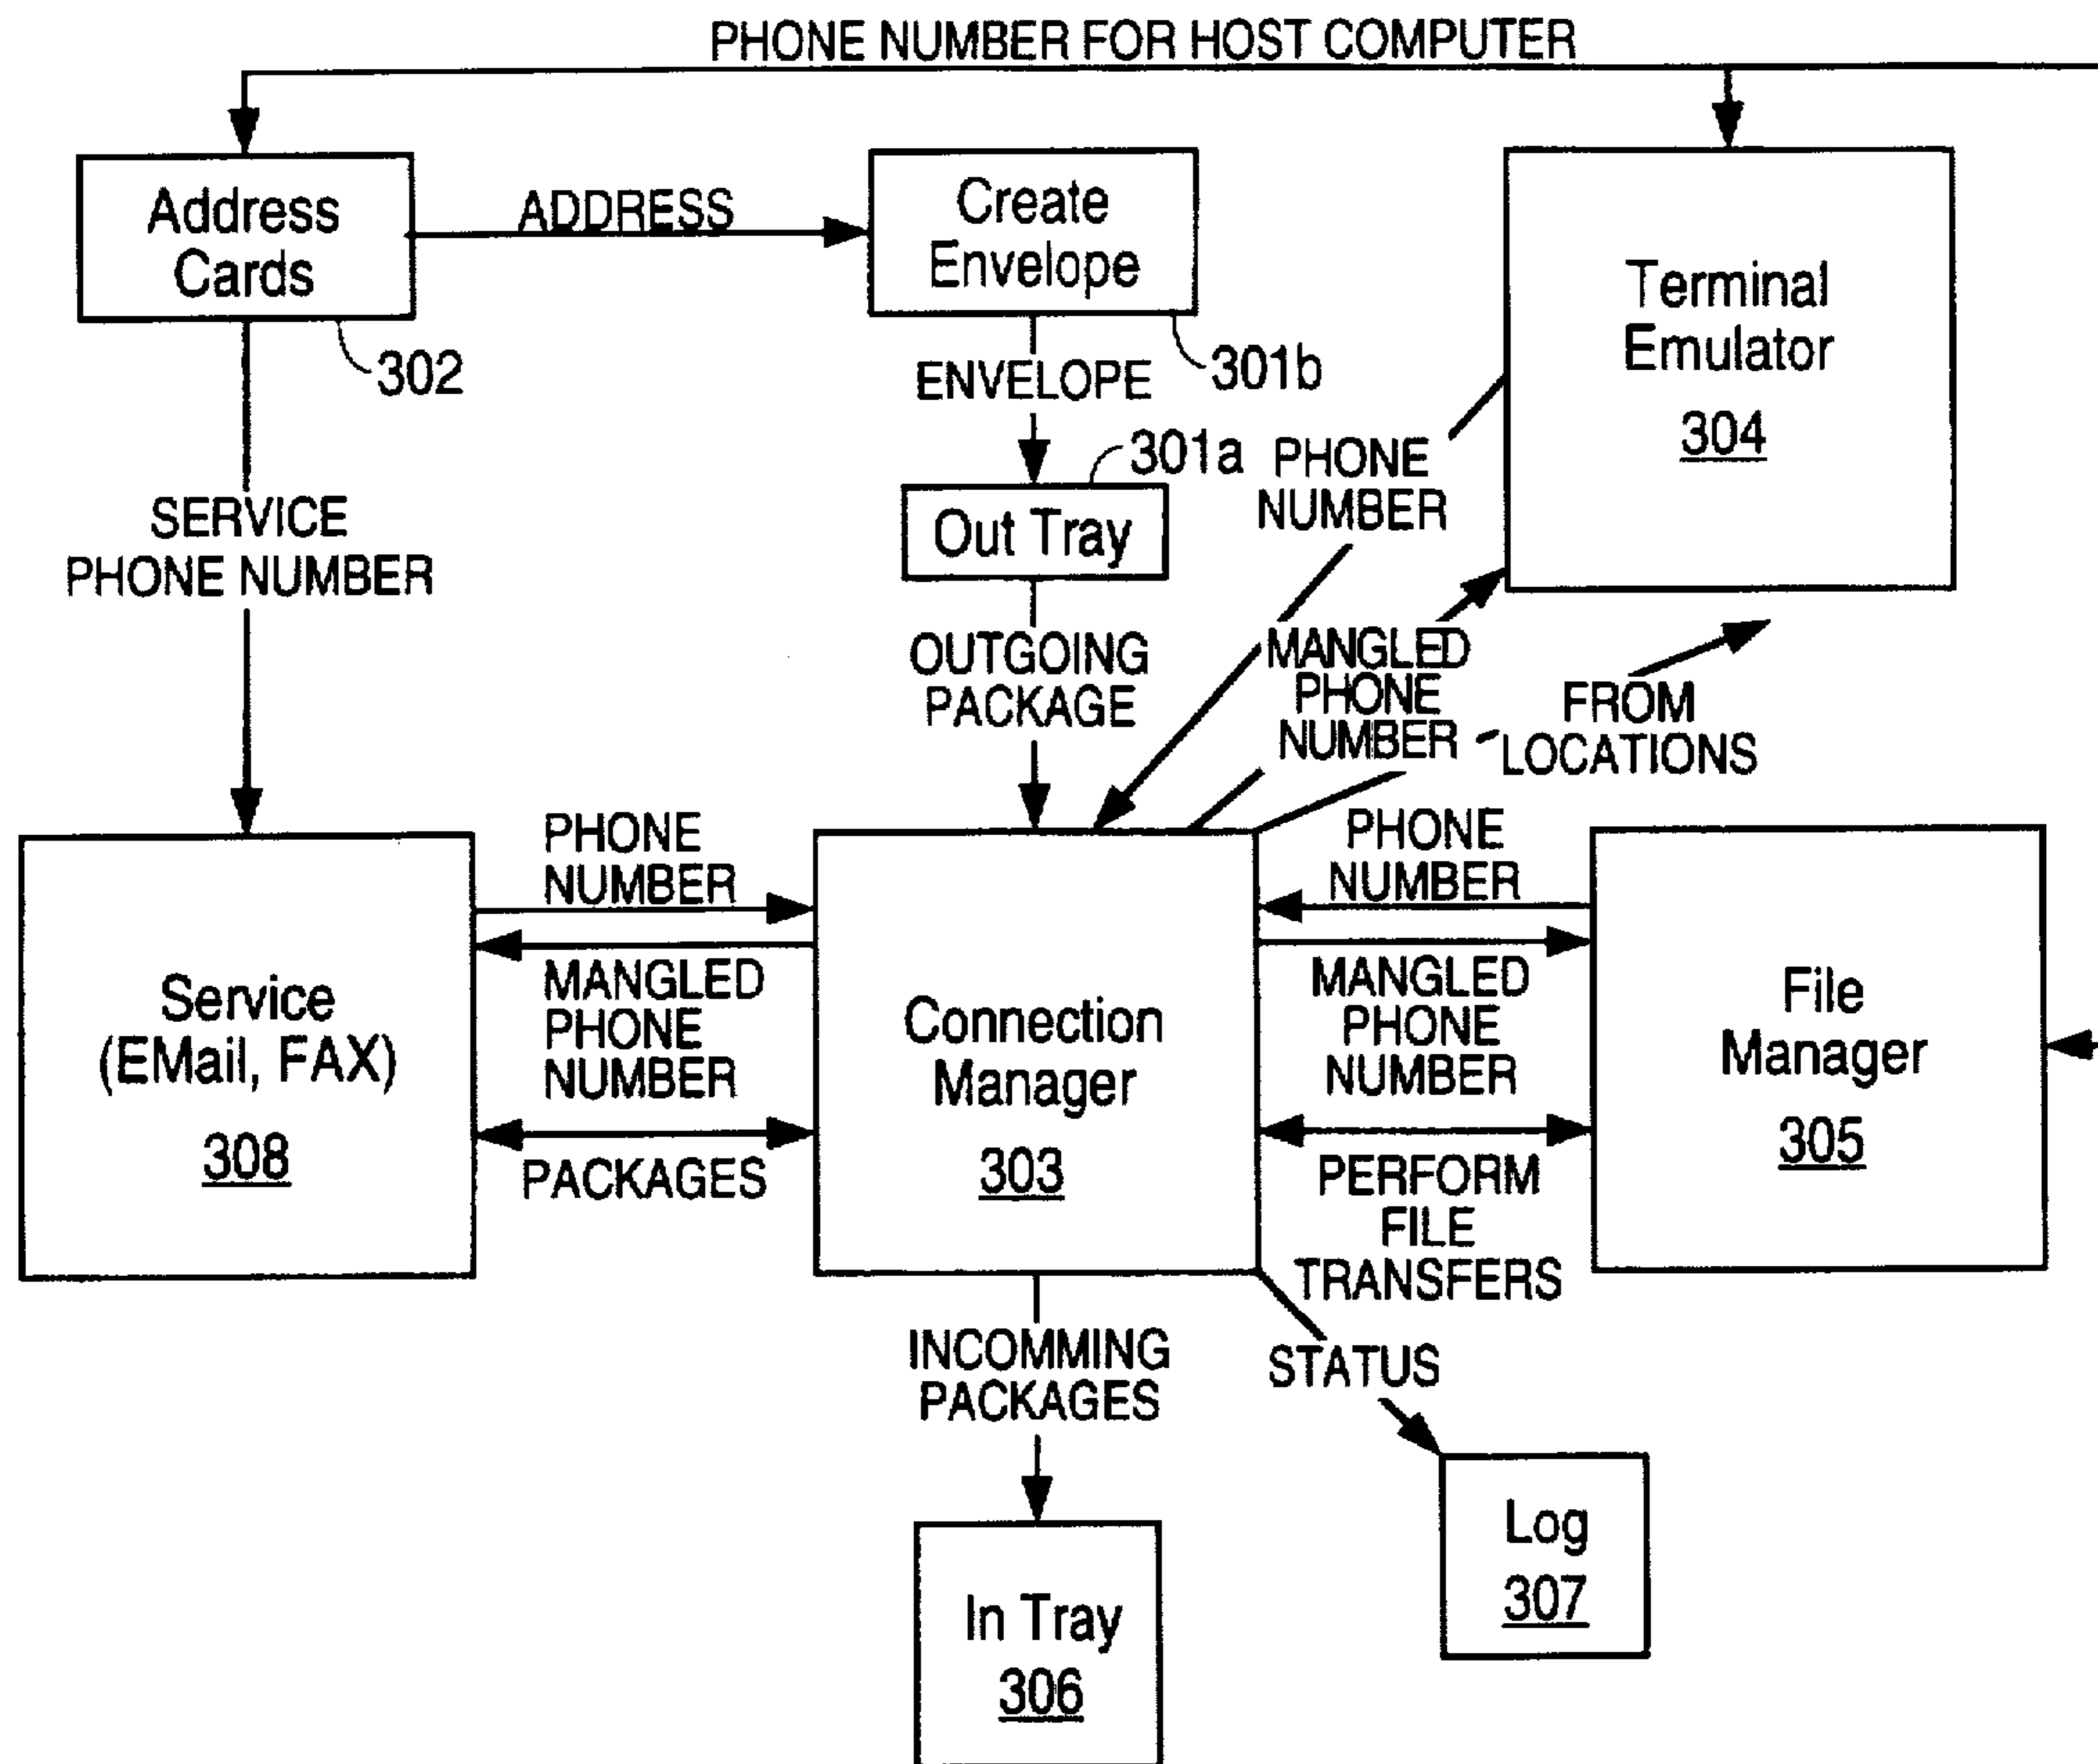 PHONE NUMBER FOR HOST COMPUTER
Address
Cards
302
ADDRESS
Create
Envelope
301b
ENVELOPE
301a
Out Tray
OUTGOING
PACKAGE
Terminal
Emulator
304
PHONE
NUMBER
MANGLED
PHONE
NUMBER
FROM
LOCATIONS
SERVICE
PHONE NUMBER
Service
(EMail, FAX)
308
PHONE
NUMBER
MANGLED
PHONE
NUMBER
PACKAGES
Connection
Manager
303
PHONE
NUMBER
MANGLED
PHONE
NUMBER
PERFORM
FILE
TRANSFERS
File
Manager
305
INCOMMING
PACKAGES
STATUS
In Tray
306
Log
307